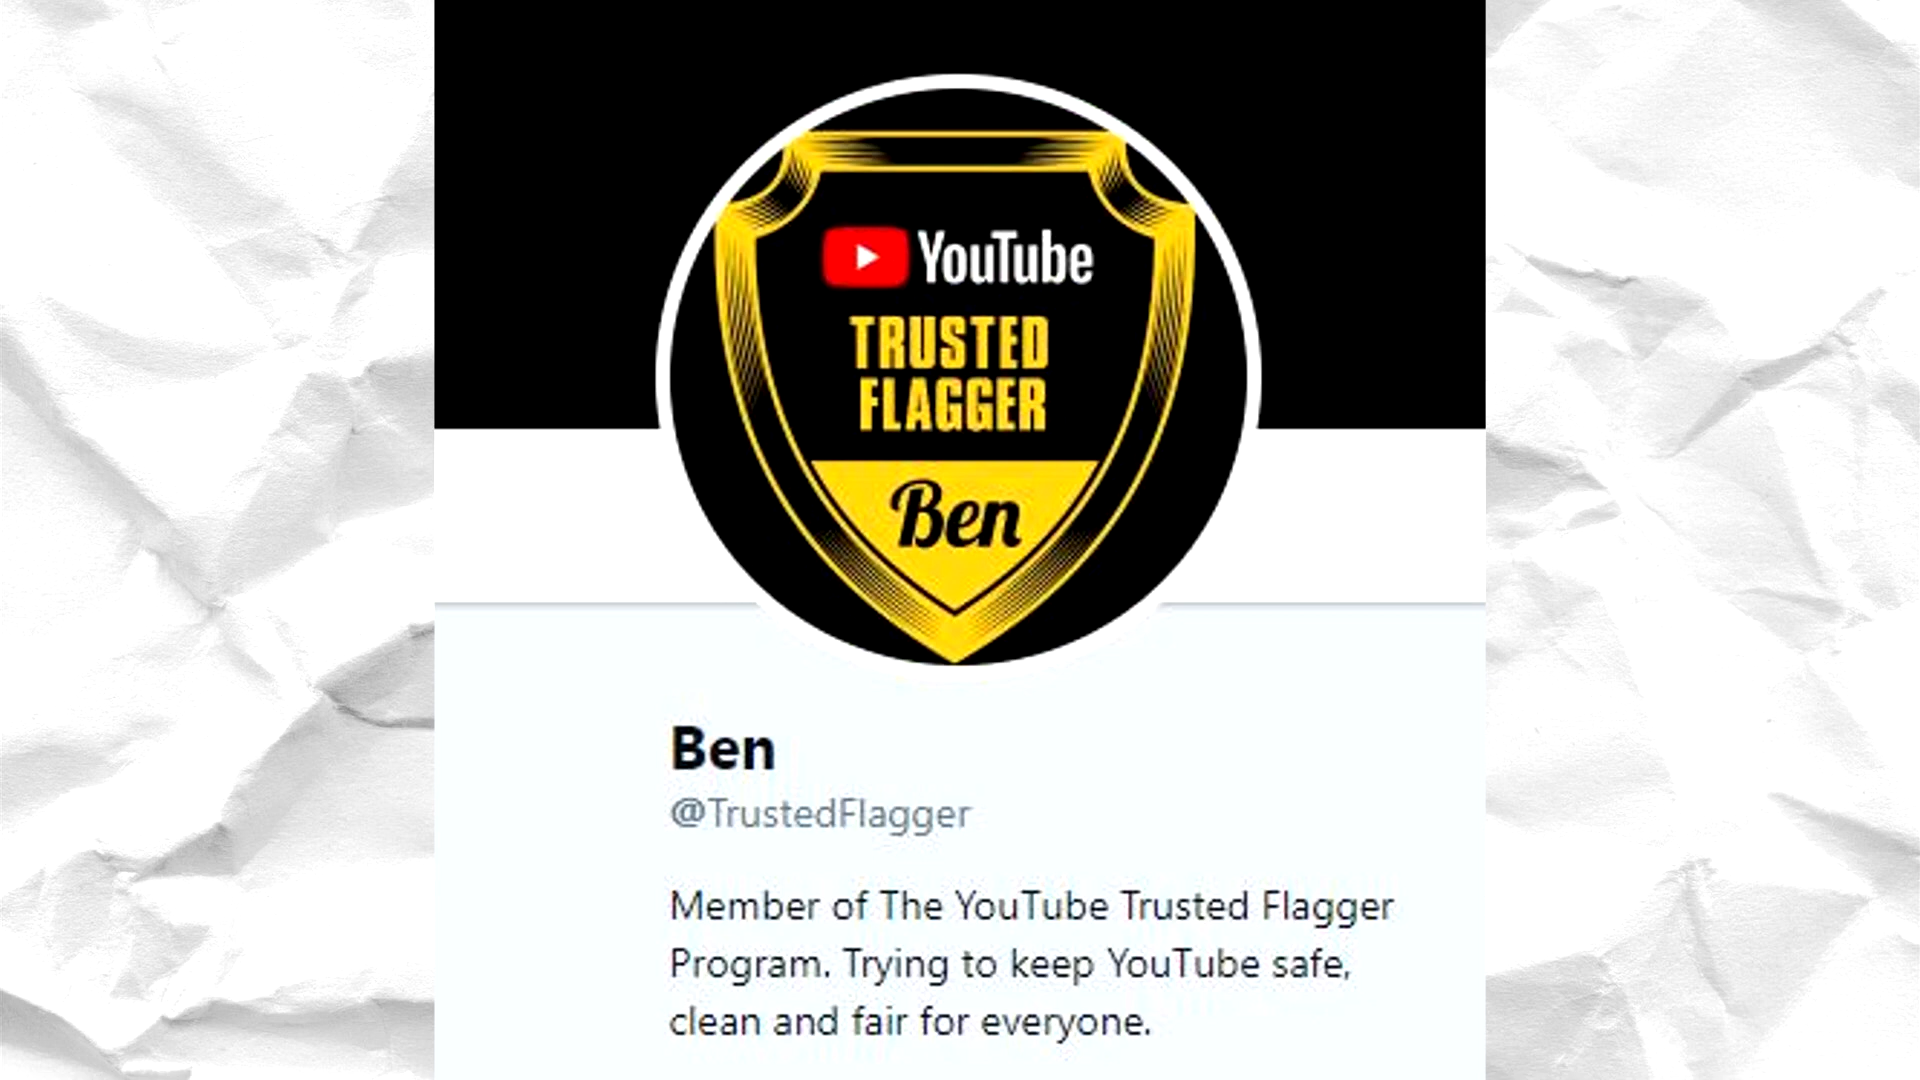 YouTube
TRUSTED
FLAGGER
Ben
Ben
@TrustedFlagger
Member of The YouTube Trusted Flagger
Program. Trying to keep YouTube safe,
clean and fair for everyone.